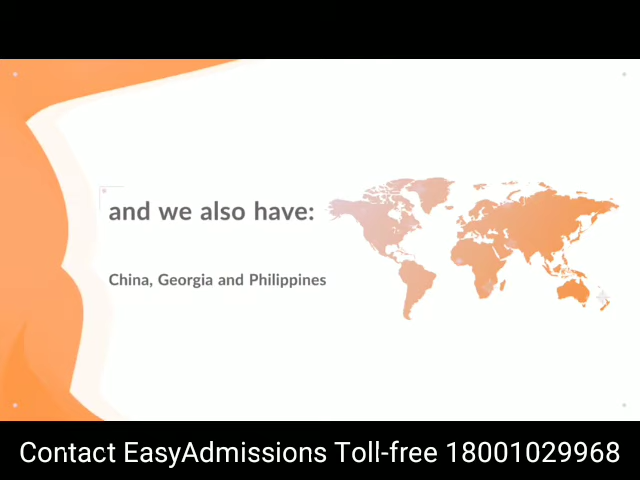 and we also have:
China, Georgia and Philippines
Contact EasyAdmissions Toll-free 18001029968